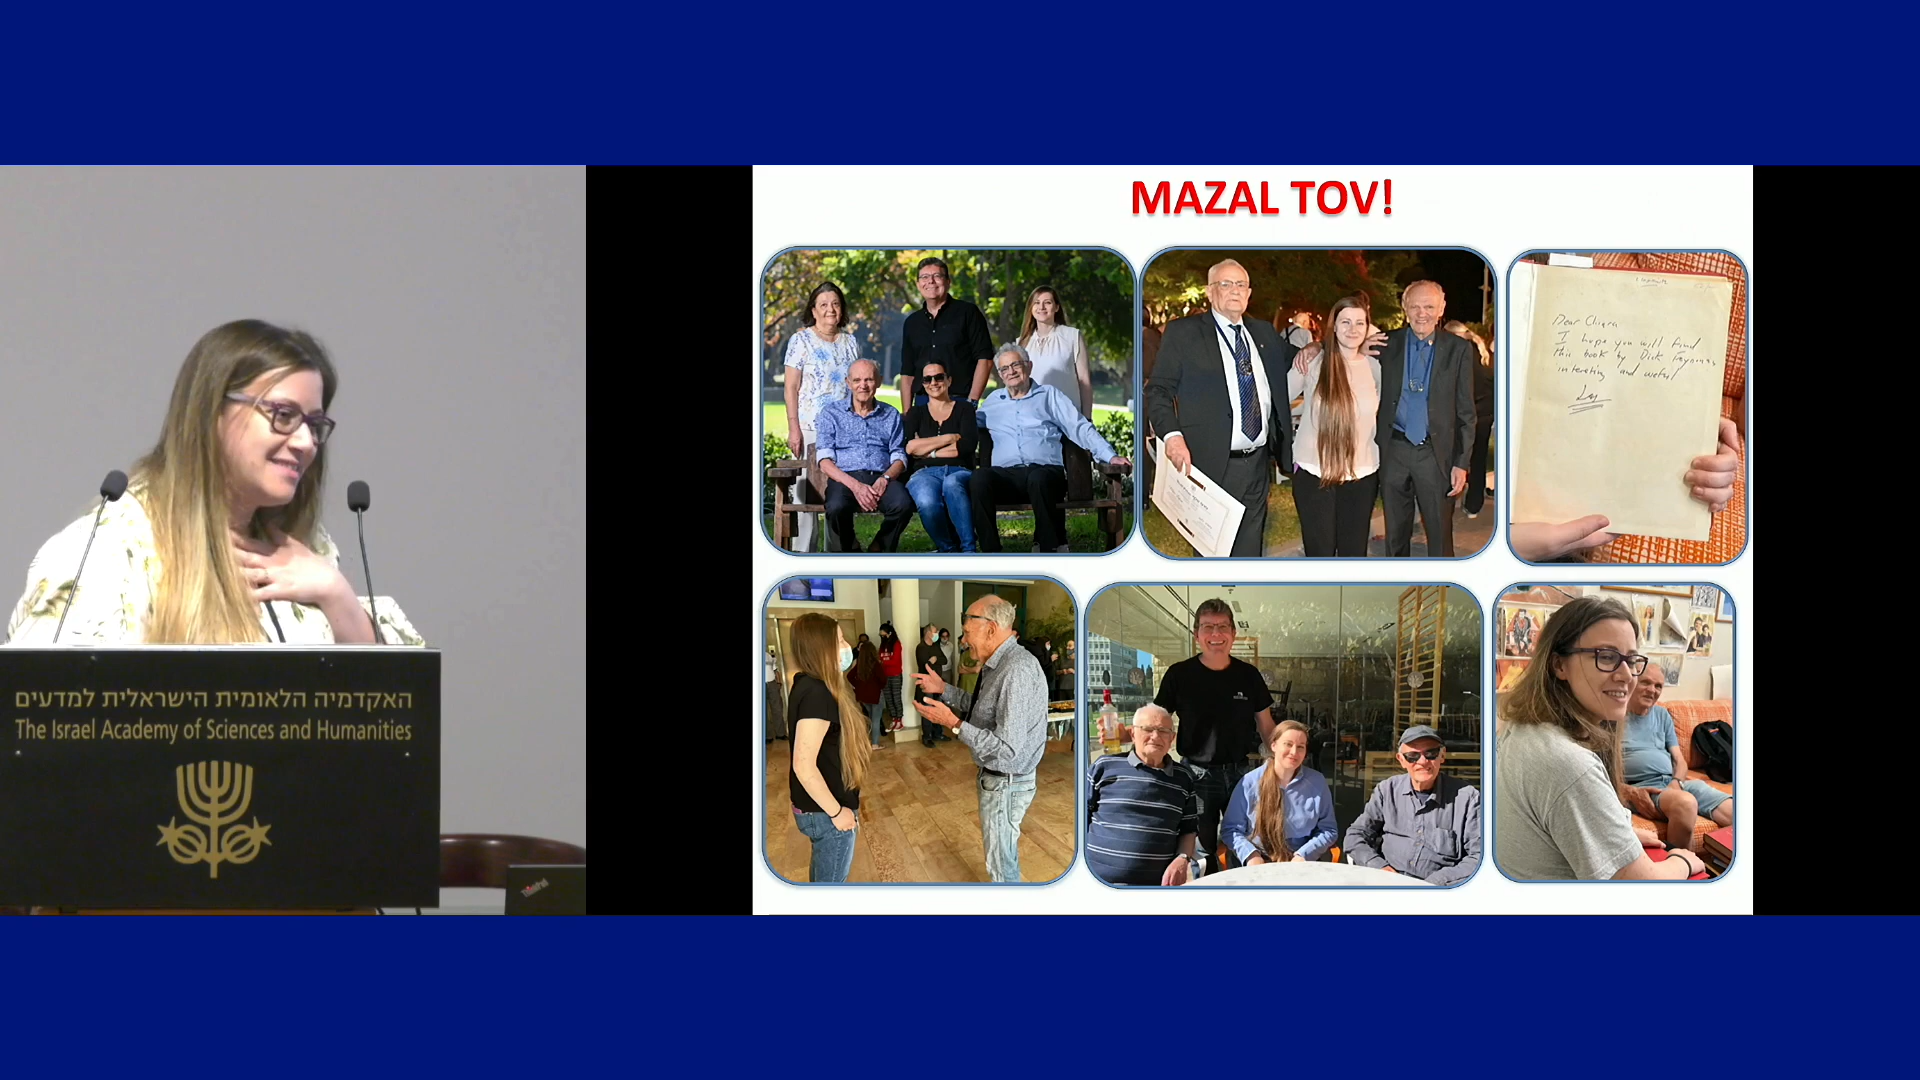 MAZAL TOV!
Dear Chiara
I hope you will find
this book by Dick Feynman
interesting and useful
האקדמיה הלאומית הישראלית למדעים
The Israel Academy of Sciences and Humanities
ThinkPad